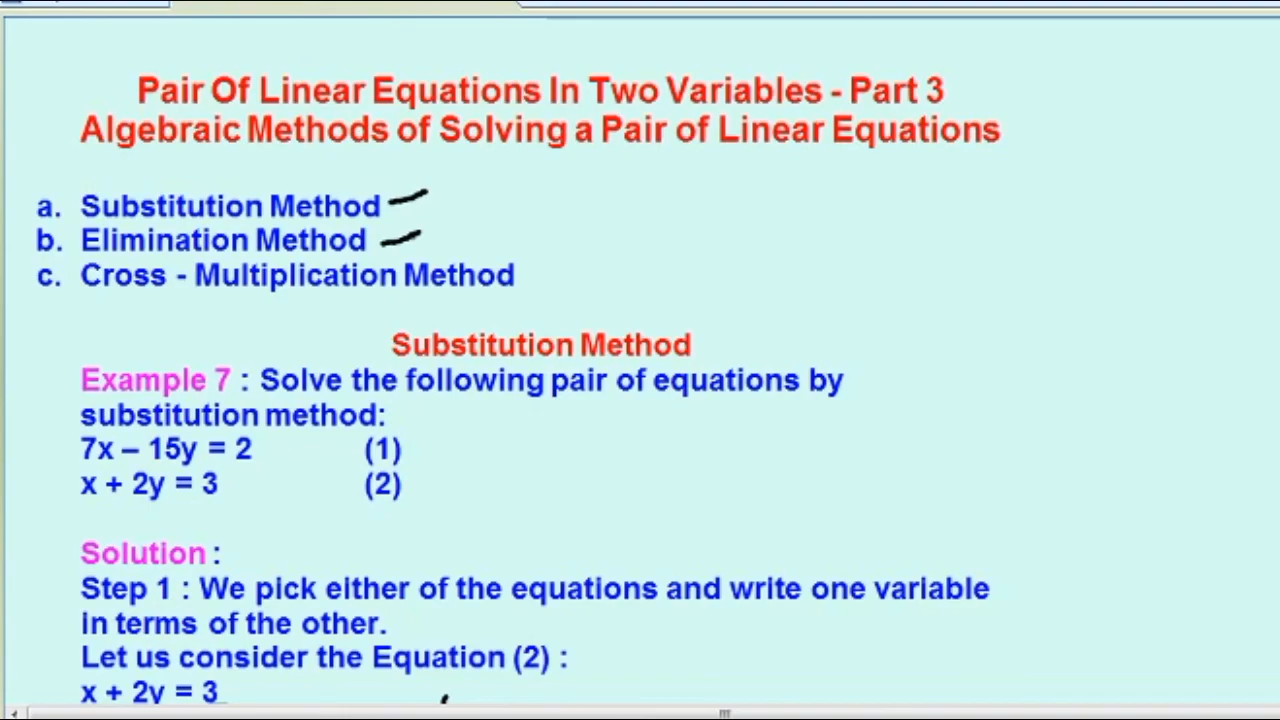 Pair Of Linear Equations In Two Variables - Part 3
Algebraic Methods of Solving a Pair of Linear Equations
a. Substitution Method
b. Elimination Method
c. Cross - Multiplication Method
Substitution Method
Example 7 : Solve the following pair of equations by
substitution method:
7x – 15y = 2 (1)
x + 2y = 3 (2)
Solution :
Step 1 : We pick either of the equations and write one variable
in terms of the other.
Let us consider the Equation (2) :
x + 2y = 3